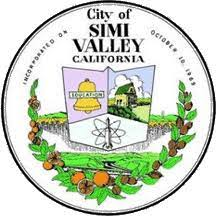 City of
SIMI
VALLEY
CALIFORNIA
INCORPORATED ON
OCTOBER 10, 1969
EDUCATION